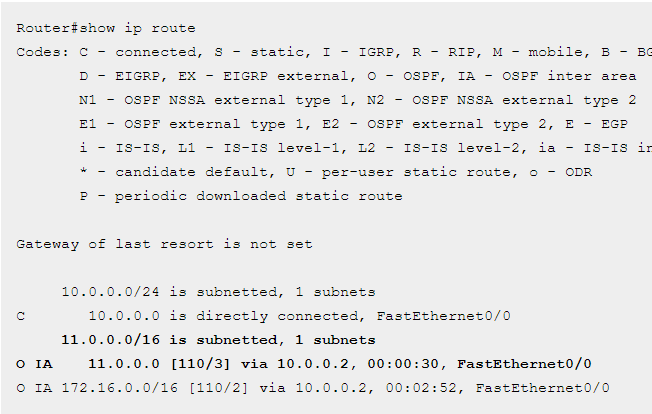 Router#show ip route
Codes: C - connected, S - static, I - IGRP, R - RIP, M - mobile, B - BG
D - EIGRP, EX - EIGRP external, O - OSPF, IA - OSPF inter area
N1 - OSPF NSSA external type 1, N2 - OSPF NSSA external type 2
E1 - OSPF external type 1, E2 - OSPF external type 2, E - EGP
i - IS-IS, L1 - IS-IS level-1, L2 - IS-IS level-2, ia - IS-IS in
* - candidate default, U - per-user static route, o - ODR
P - periodic downloaded static route
Gateway of last resort is not set
10.0.0.0/24 is subnetted, 1 subnets
C 10.0.0.0 is directly connected, FastEthernet0/0
11.0.0.0/16 is subnetted, 1 subnets
O IA 11.0.0.0 [110/3] via 10.0.0.2, 00:00:30, FastEthernet0/0
O IA 172.16.0.0/16 [110/2] via 10.0.0.2, 00:02:52, FastEthernet0/0